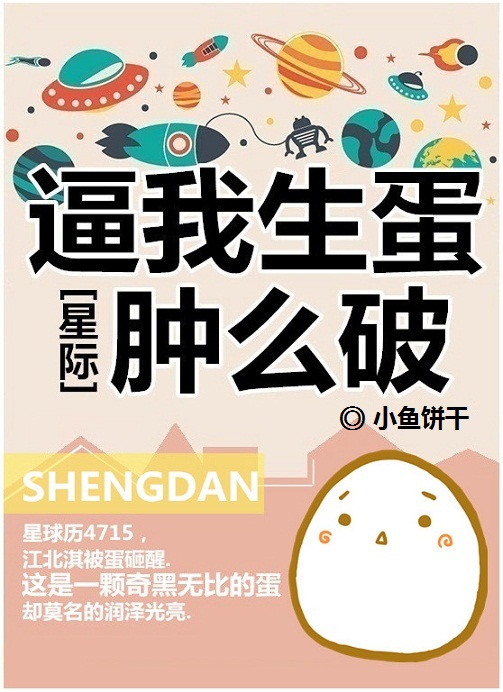 逼我生蛋
[星际]
肿么破
◎ 小鱼饼干
SHENGDAN
星球历4715，
江北淇被蛋砸醒.
这是一颗奇黑无比的蛋
却莫名的润泽光亮.